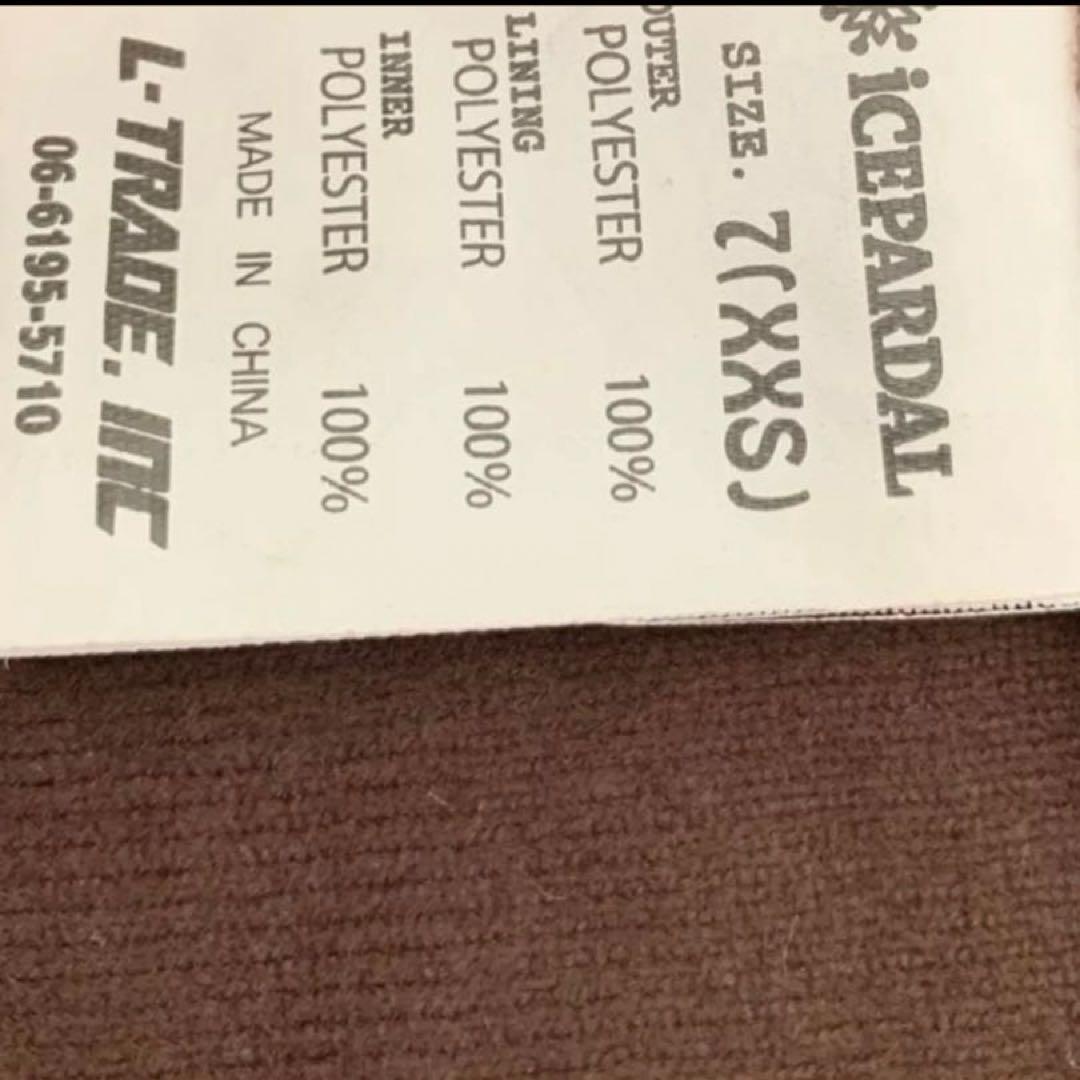 iCEPARDAL
SIZE. 7(XXS)
OUTER
POLYESTER 100%
LINING
POLYESTER 100%
INNER
POLYESTER 100%
MADE IN CHINA
L-TRADE. INC
06-6195-5710